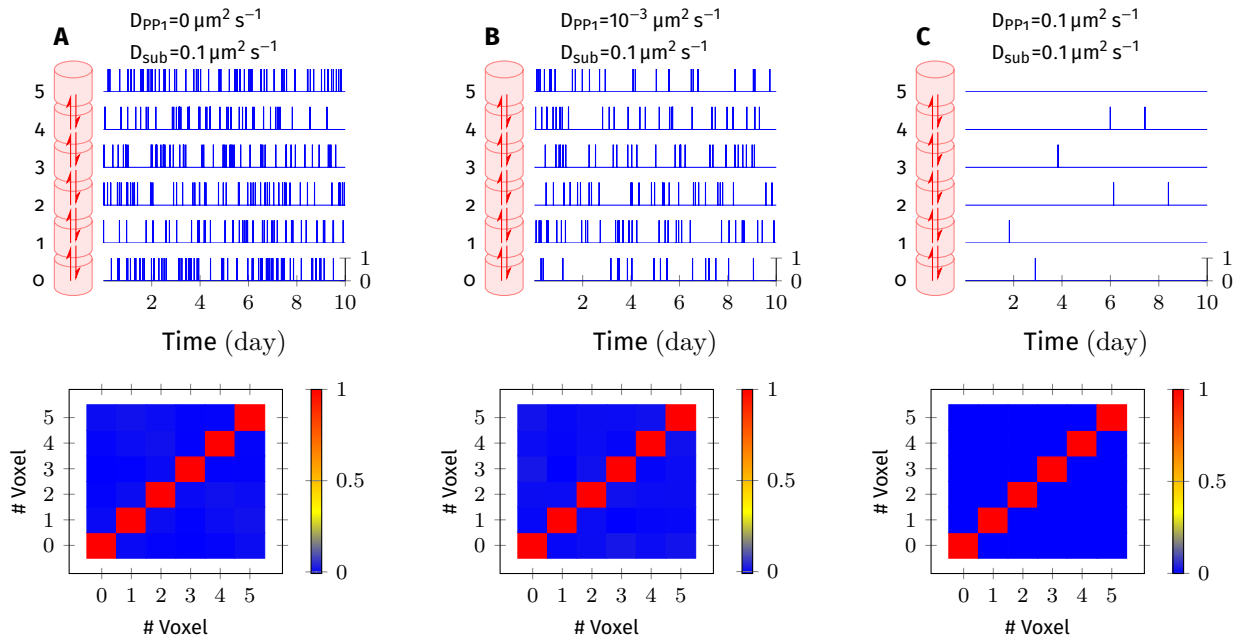 A
D_PP1=0 μm² s⁻¹
D_sub=0.1 μm² s⁻¹
5
4
3
2
1
0
1
0
2 4 6 8 10
Time (day)
B
D_PP1=10⁻³ μm² s⁻¹
D_sub=0.1 μm² s⁻¹
5
4
3
2
1
0
1
0
2 4 6 8 10
Time (day)
C
D_PP1=0.1 μm² s⁻¹
D_sub=0.1 μm² s⁻¹
5
4
3
2
1
0
1
0
2 4 6 8 10
Time (day)
# Voxel
5
4
3
2
1
0
0 1 2 3 4 5
# Voxel
1
0.5
0
# Voxel
5
4
3
2
1
0
0 1 2 3 4 5
# Voxel
1
0.5
0
# Voxel
5
4
3
2
1
0
0 1 2 3 4 5
# Voxel
1
0.5
0